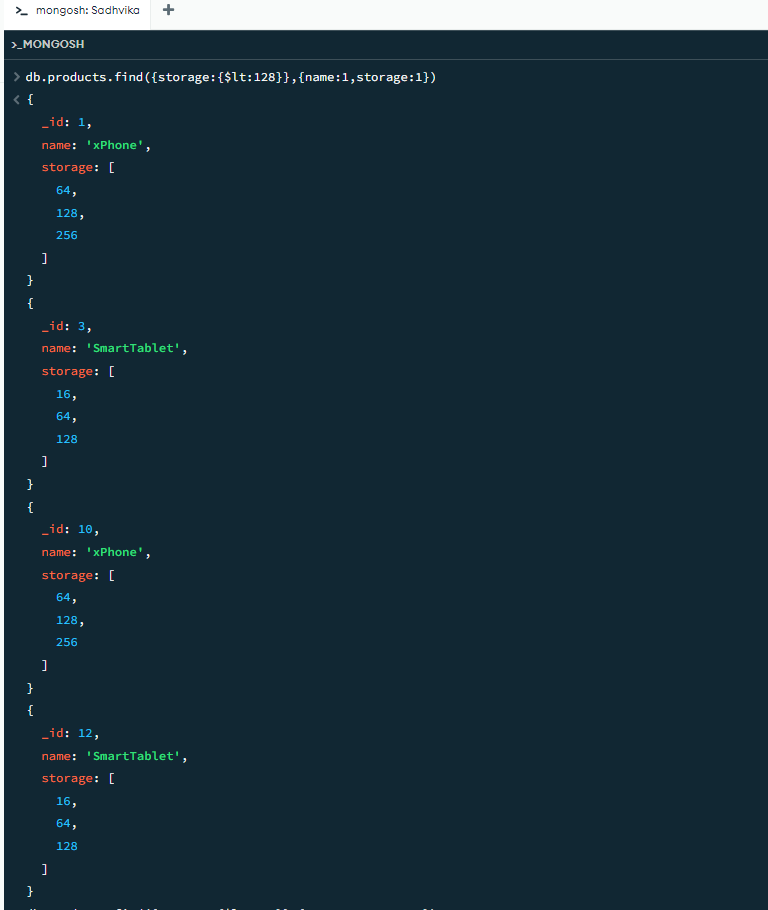 >_ mongosh: Sadhvika +
>_MONGOSH
> db.products.find({storage:{$lt:128}},{name:1,storage:1})
< {
_id: 1,
name: 'xPhone',
storage: [
64,
128,
256
]
}
{
_id: 3,
name: 'SmartTablet',
storage: [
16,
64,
128
]
}
{
_id: 10,
name: 'xPhone',
storage: [
64,
128,
256
]
}
{
_id: 12,
name: 'SmartTablet',
storage: [
16,
64,
128
]
}